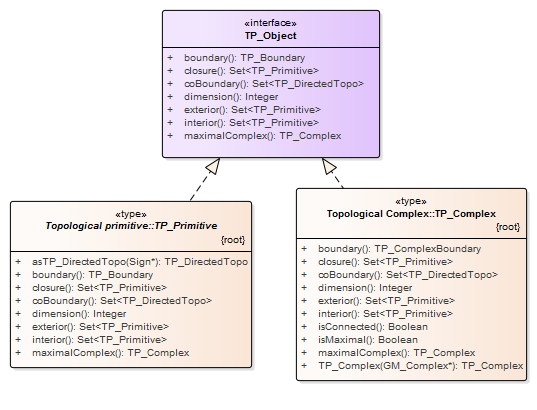 «interface»
TP_Object
+ boundary(): TP_Boundary
+ closure(): Set<TP_Primitive>
+ coBoundary(): Set<TP_DirectedTopo>
+ dimension(): Integer
+ exterior(): Set<TP_Primitive>
+ interior(): Set<TP_Primitive>
+ maximalComplex(): TP_Complex
«type»
Topological primitive::TP_Primitive
{root}
+ asTP_DirectedTopo(Sign*): TP_DirectedTopo
+ boundary(): TP_Boundary
+ closure(): Set<TP_Primitive>
+ coBoundary(): Set<TP_DirectedTopo>
+ dimension(): Integer
+ exterior(): Set<TP_Primitive>
+ interior(): Set<TP_Primitive>
+ maximalComplex(): TP_Complex
«type»
Topological Complex::TP_Complex
{root}
+ boundary(): TP_ComplexBoundary
+ closure(): Set<TP_Primitive>
+ coBoundary(): Set<TP_DirectedTopo>
+ dimension(): Integer
+ exterior(): Set<TP_Primitive>
+ interior(): Set<TP_Primitive>
+ isConnected(): Boolean
+ isMaximal(): Boolean
+ maximalComplex(): TP_Complex
+ TP_Complex(GM_Complex*): TP_Complex